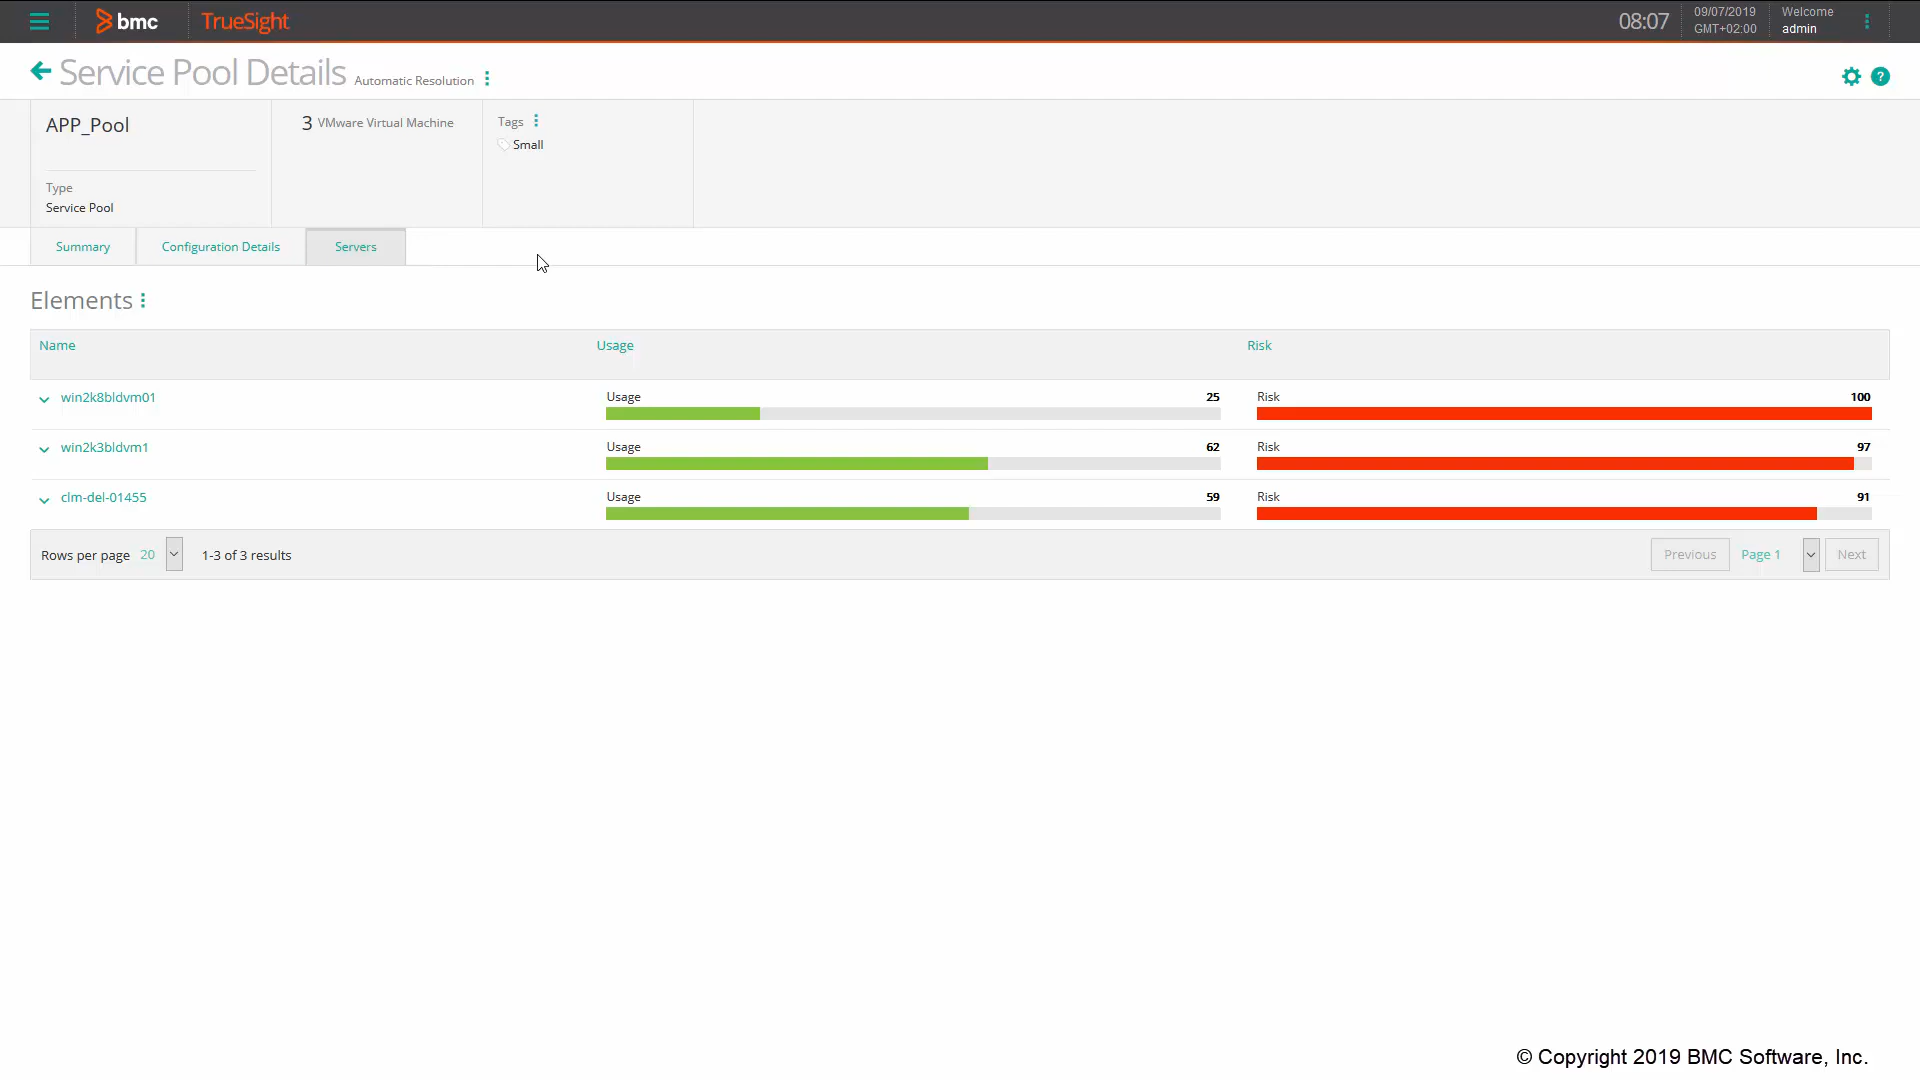 bmc TrueSight 08:07 09/07/2019 Welcome
GMT+02:00 admin
Service Pool Details Automatic Resolution
APP_Pool 3 VMware Virtual Machine Tags
Small
Type
Service Pool
Summary Configuration Details Servers
Elements
Name Usage Risk
win2k8bldvm01 Usage 25 Risk 100
win2k3bldvm1 Usage 62 Risk 97
clm-del-01455 Usage 59 Risk 91
Rows per page 20 1-3 of 3 results Previous Page 1 Next
© Copyright 2019 BMC Software, Inc.